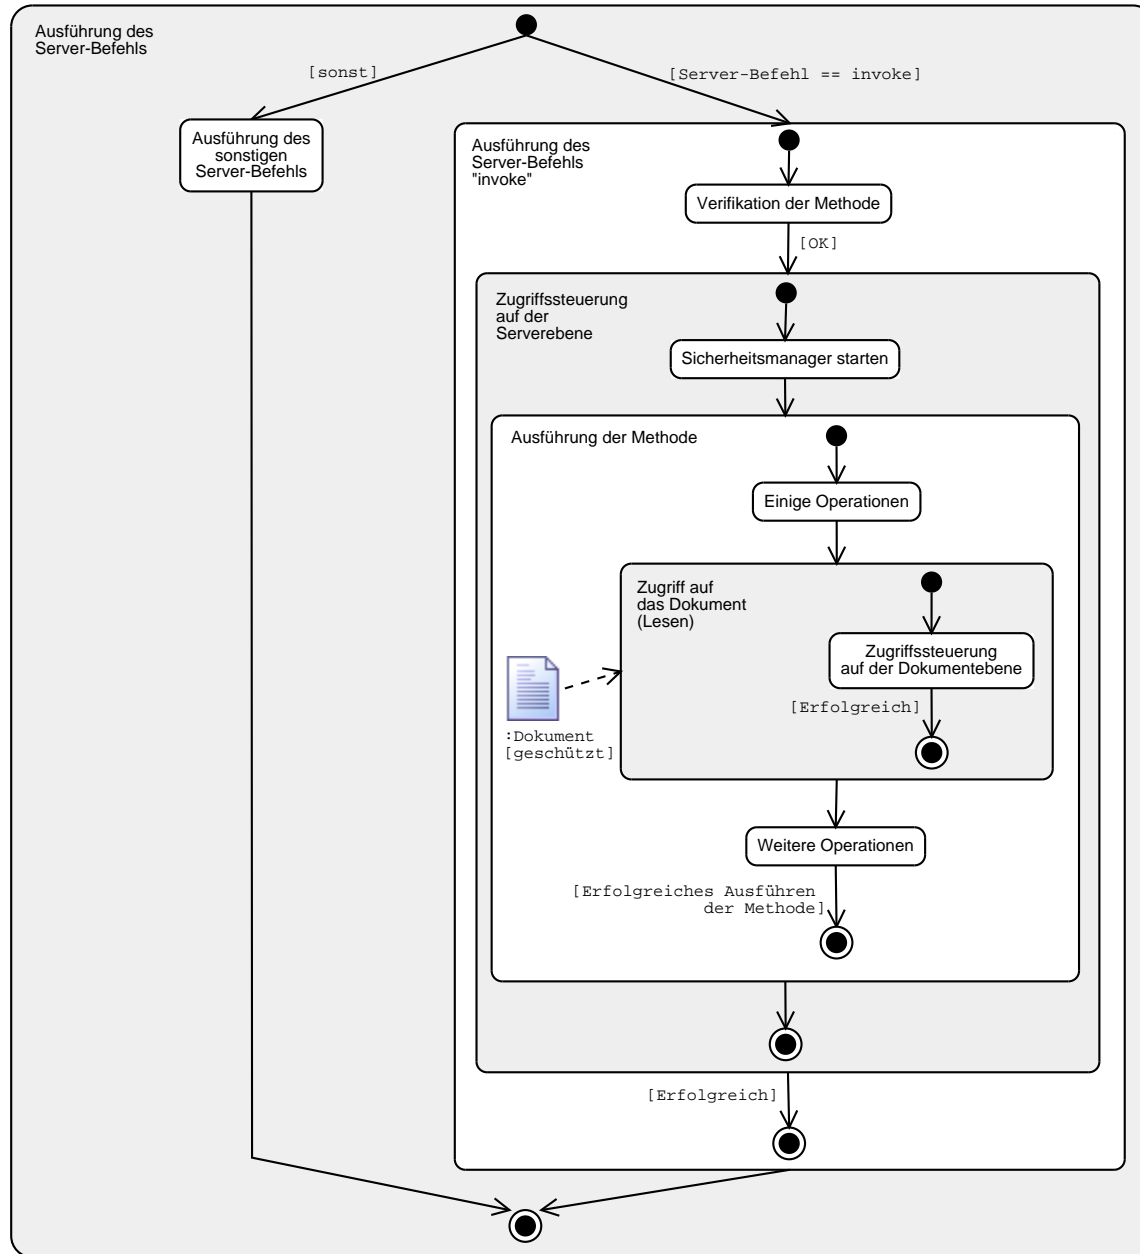 Ausführung des
Server-Befehls
[sonst]
[Server-Befehl == invoke]
Ausführung des
sonstigen
Server-Befehls
Ausführung des
Server-Befehls
"invoke"
Verifikation der Methode
[OK]
Zugriffssteuerung
auf der
Serverebene
Sicherheitsmanager starten
Ausführung der Methode
Einige Operationen
Zugriff auf
das Dokument
(Lesen)
Zugriffssteuerung
auf der Dokumentebene
[Erfolgreich]
:Dokument
[geschützt]
Weitere Operationen
[Erfolgreiches Ausführen
der Methode]
[Erfolgreich]